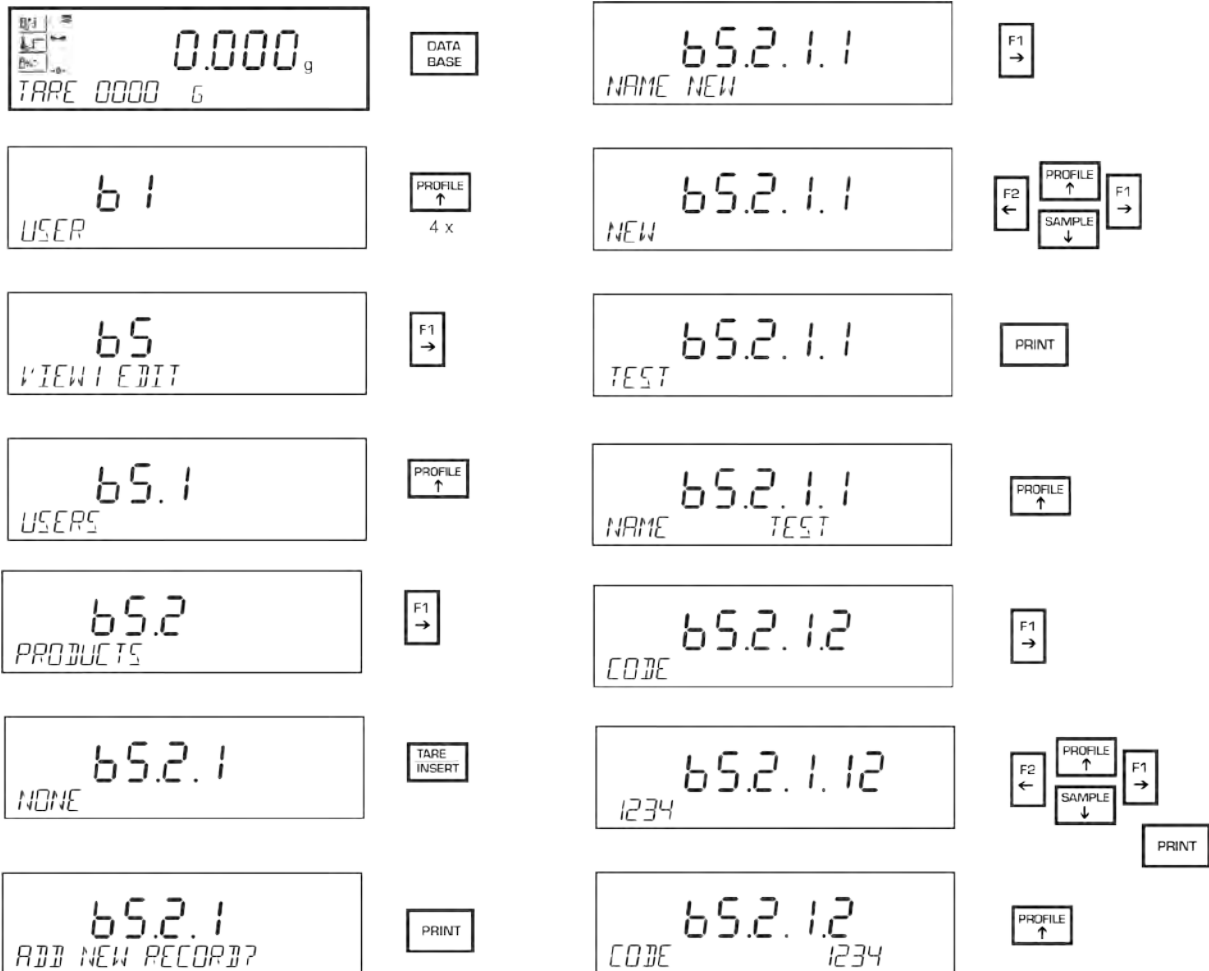 0.000 g
TARE 0000 G
DATA
BASE
b1
USER
PROFILE
↑
4 x
b5
VIEW / EDIT
F1
→
b5.1
USERS
PROFILE
↑
b5.2
PRODUCTS
F1
→
b5.2.1
NONE
TARE
INSERT
b5.2.1
ADD NEW RECORD?
PRINT
b5.2.1.1
NAME NEW
F1
→
b5.2.1.1
NEW
F2
←
PROFILE
↑
SAMPLE
↓
F1
→
b5.2.1.1
TEST
PRINT
b5.2.1.1
NAME TEST
PROFILE
↑
b5.2.1.2
CODE
F1
→
b5.2.1.12
1234
F2
←
PROFILE
↑
SAMPLE
↓
F1
→
PRINT
b5.2.1.2
CODE 1234
PROFILE
↑